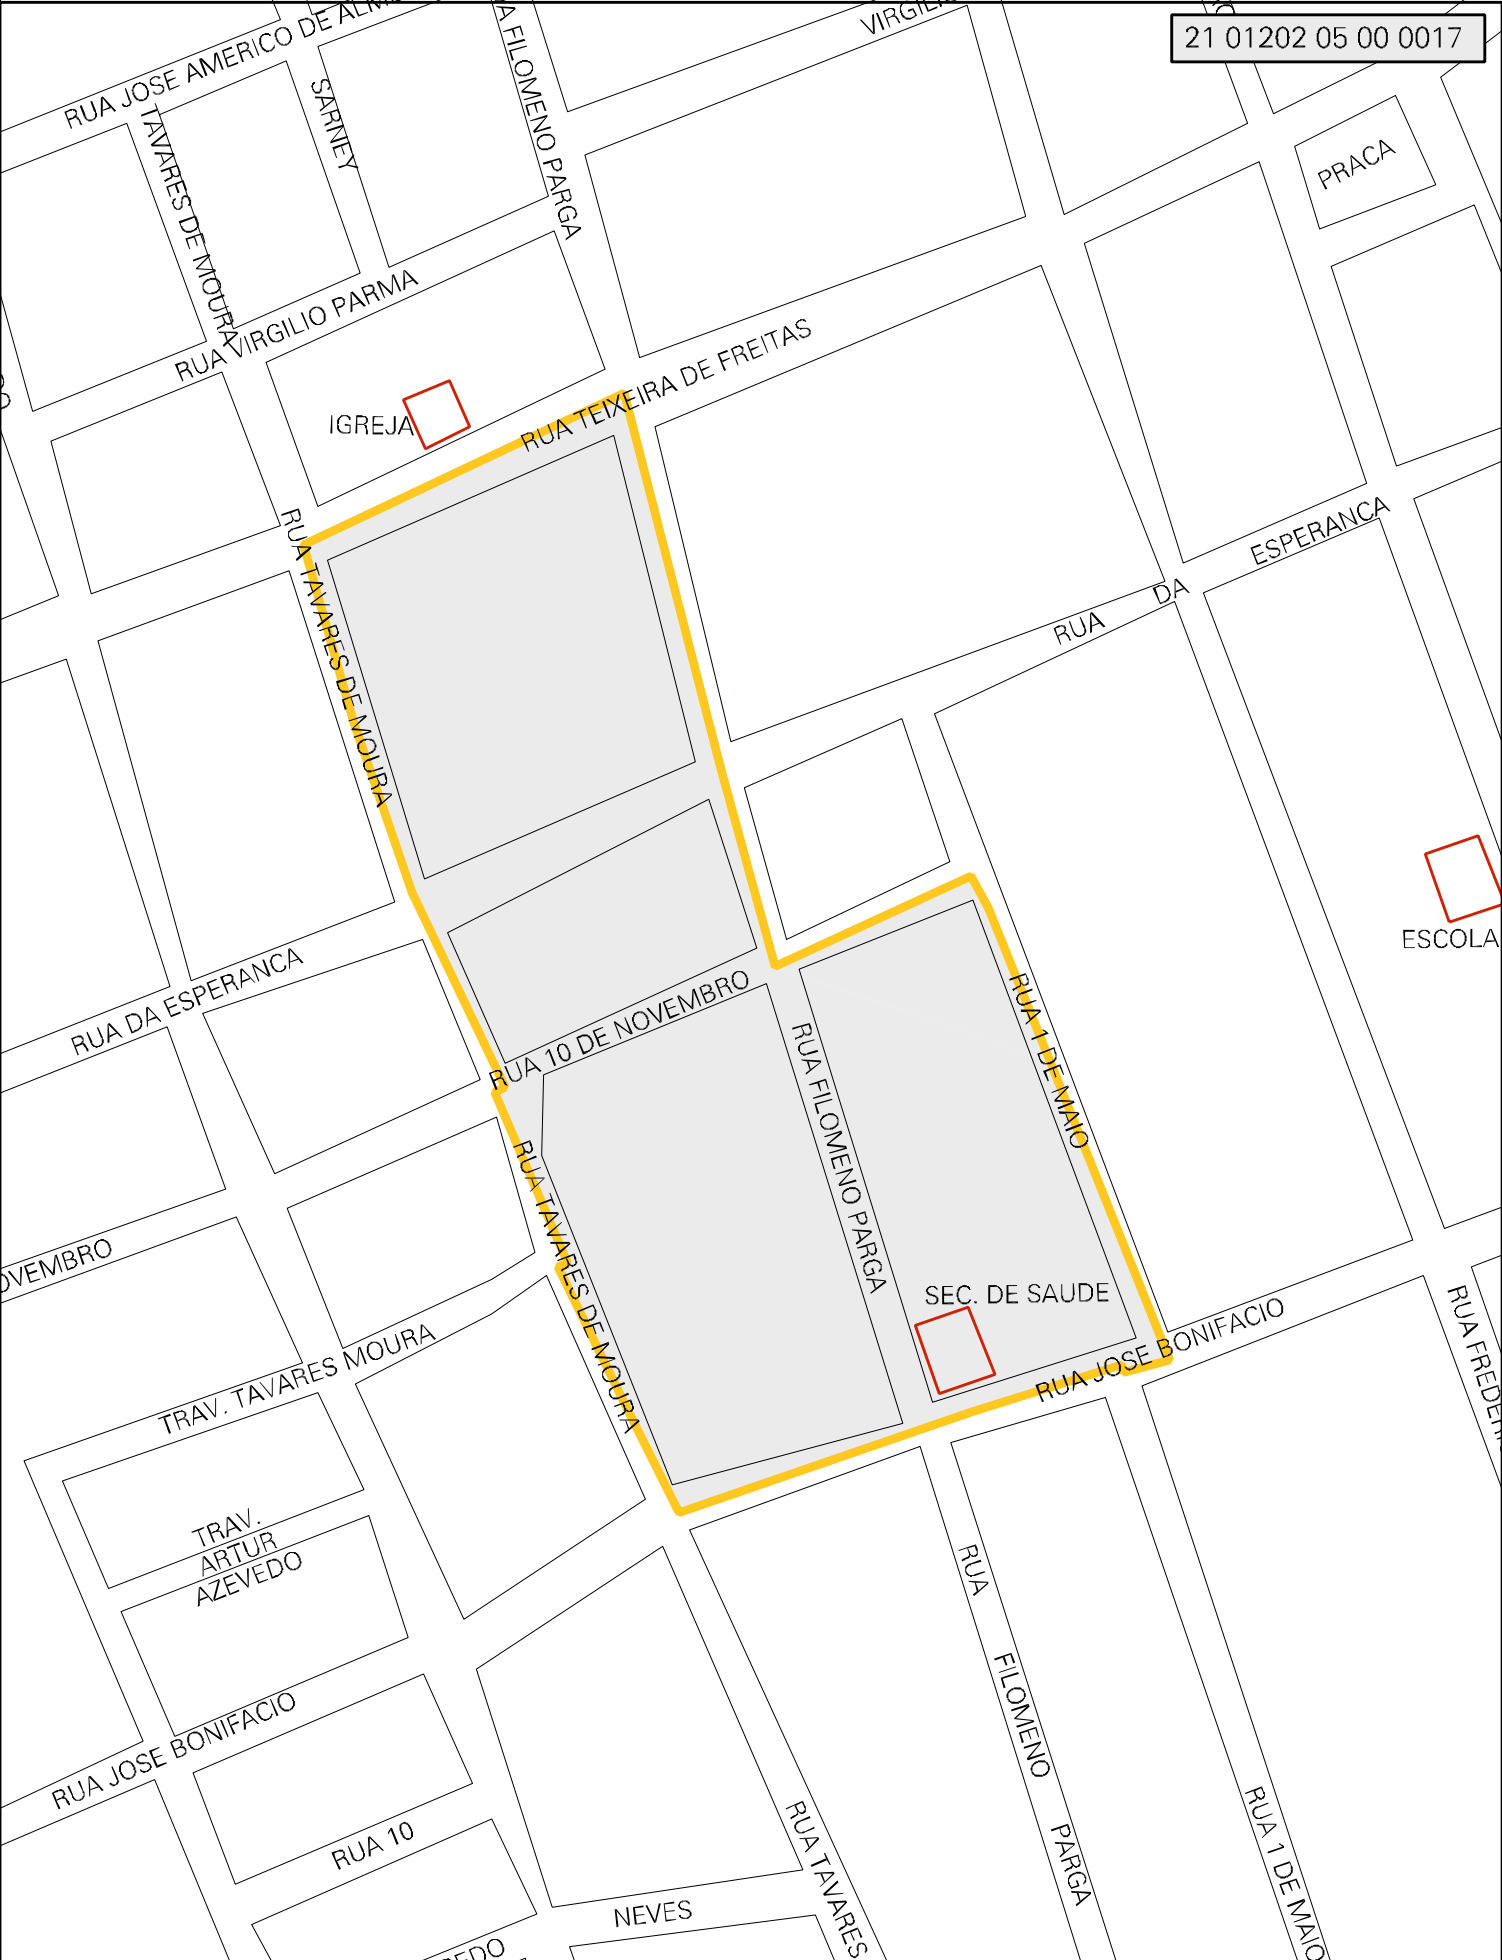 21 01202 05 00 0017
RUA JOSE AMERICO DE
SARNEY
TAVARES DE MOURA
FILOMENO PARGA
PRACA
RUA VIRGILIO PARMA
IGREJA
RUA TEIXEIRA DE FREITAS
RUA TAVARES DE MOURA
RUA DA ESPERANCA
ESCOLA
RUA DA ESPERANCA
RUA 10 DE NOVEMBRO
RUA FILOMENO PARGA
RUA 1 DE MAIO
RUA TAVARES DE MOURA
OVEMBRO
SEC. DE SAUDE
RUA JOSE BONIFACIO
TRAV. TAVARES MOURA
TRAV.
ARTUR
AZEVEDO
RUA FILOMENO PARGA
RUA JOSE BONIFACIO
RUA 10
RUA TAVARES
RUA 1 DE MAIO
NEVES